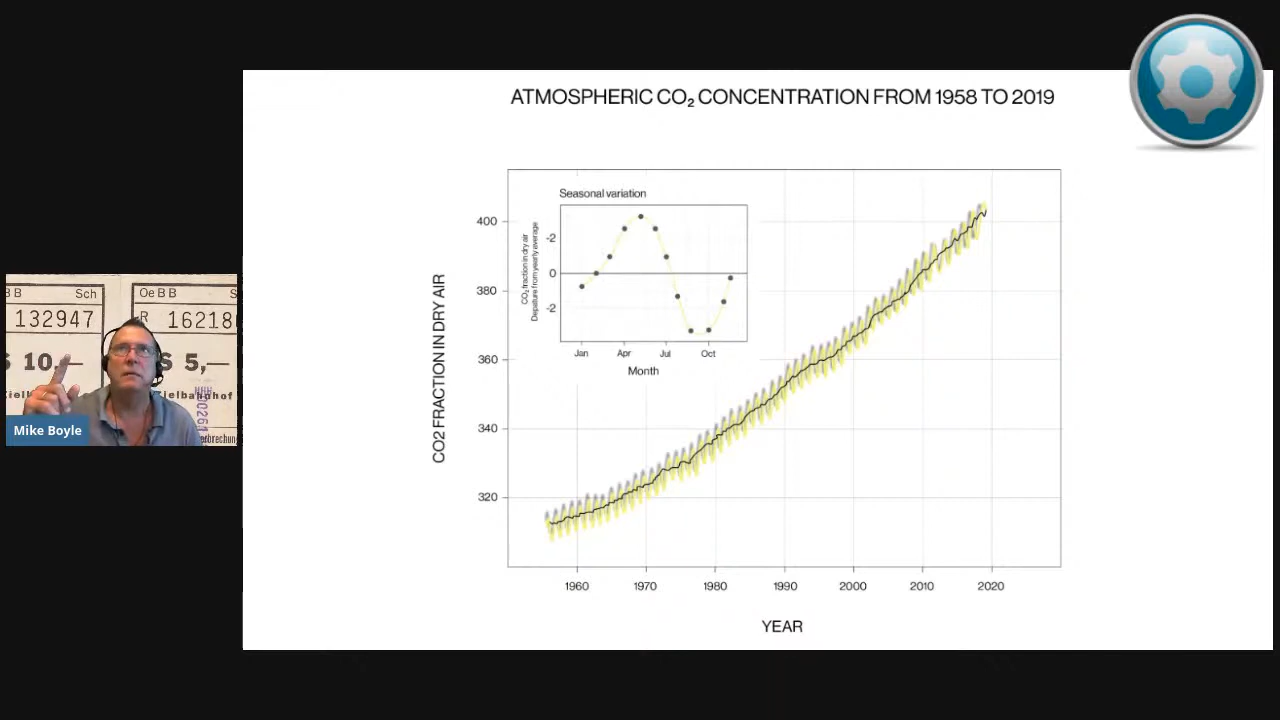 ATMOSPHERIC CO₂ CONCENTRATION FROM 1958 TO 2019
Seasonal variation
CO₂ fraction in dry air
Depature from yearly average
-2
0
-2
Jan Apr Jul Oct
Month
CO2 FRACTION IN DRY AIR
400
380
360
340
320
1960 1970 1980 1990 2000 2010 2020
YEAR
BB Sch
132947
10,—
OeBB S
R 16218
S 5,—
Zielbahnhof
Mike Boyle